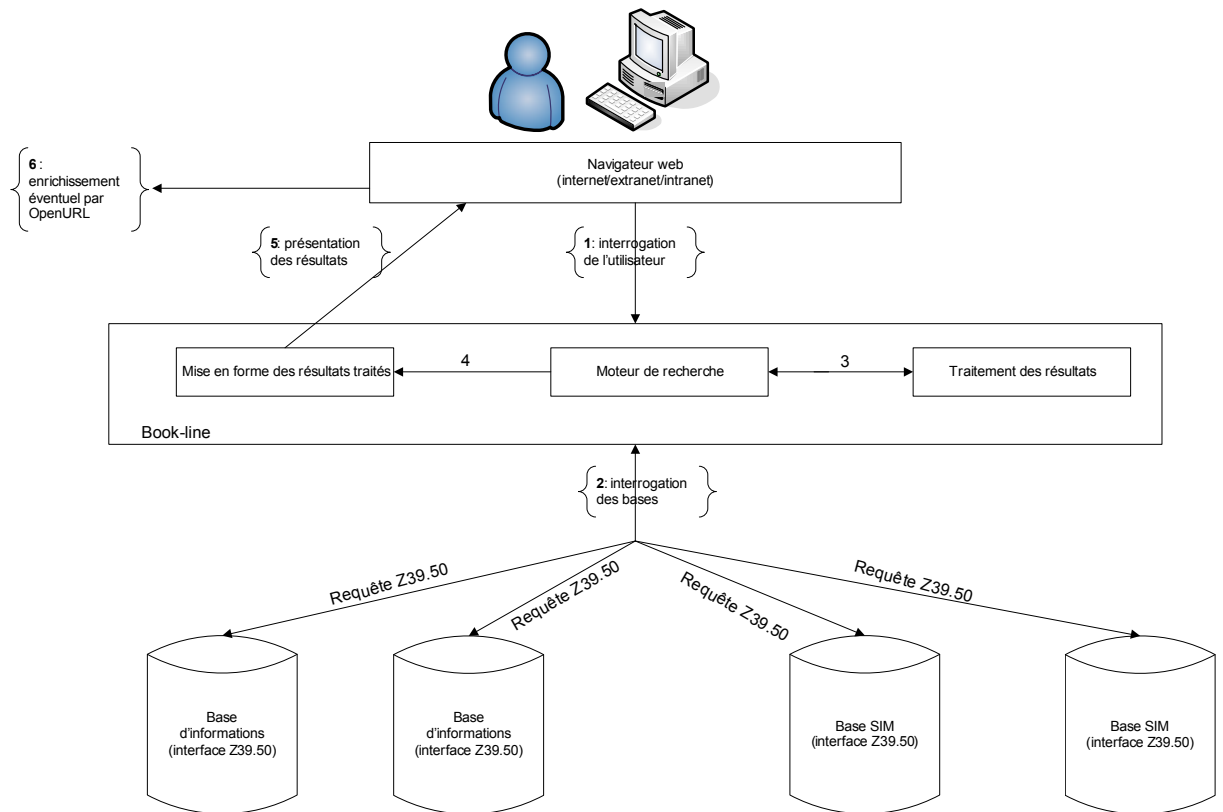 Navigateur web
(internet/extranet/intranet)
6 :
enrichissement
éventuel par
OpenURL
5: présentation
des résultats
1: interrogation
de l'utilisateur
Mise en forme des résultats traités
4
Moteur de recherche
3
Traitement des résultats
Book-line
2: interrogation
des bases
Requête Z39.50
Requête Z39.50
Requête Z39.50
Requête Z39.50
Base
d'informations
(interface Z39.50)
Base
d'informations
(interface Z39.50)
Base SIM
(interface Z39.50)
Base SIM
(interface Z39.50)